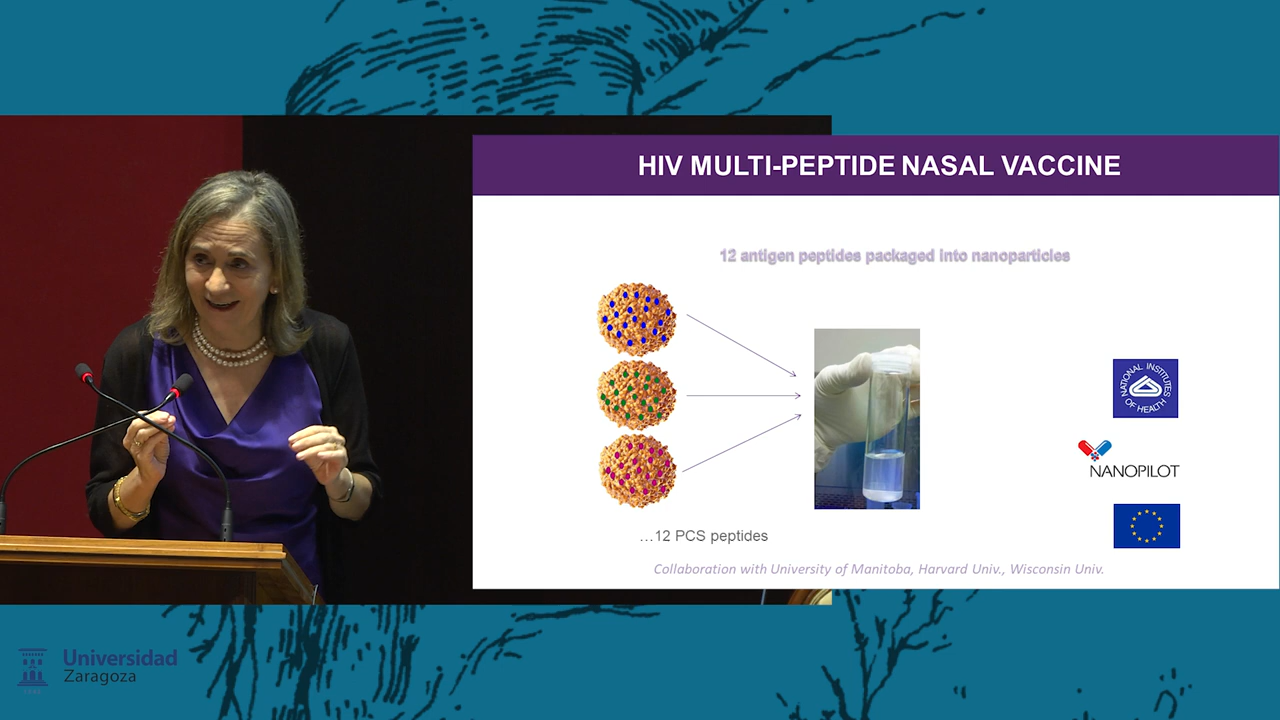 HIV MULTI-PEPTIDE NASAL VACCINE
12 antigen peptides packaged into nanoparticles
NATIONAL INSTITUTES
OF HEALTH
NANOPILOT
…12 PCS peptides
Collaboration with University of Manitoba, Harvard Univ., Wisconsin Univ.
Universidad
Zaragoza